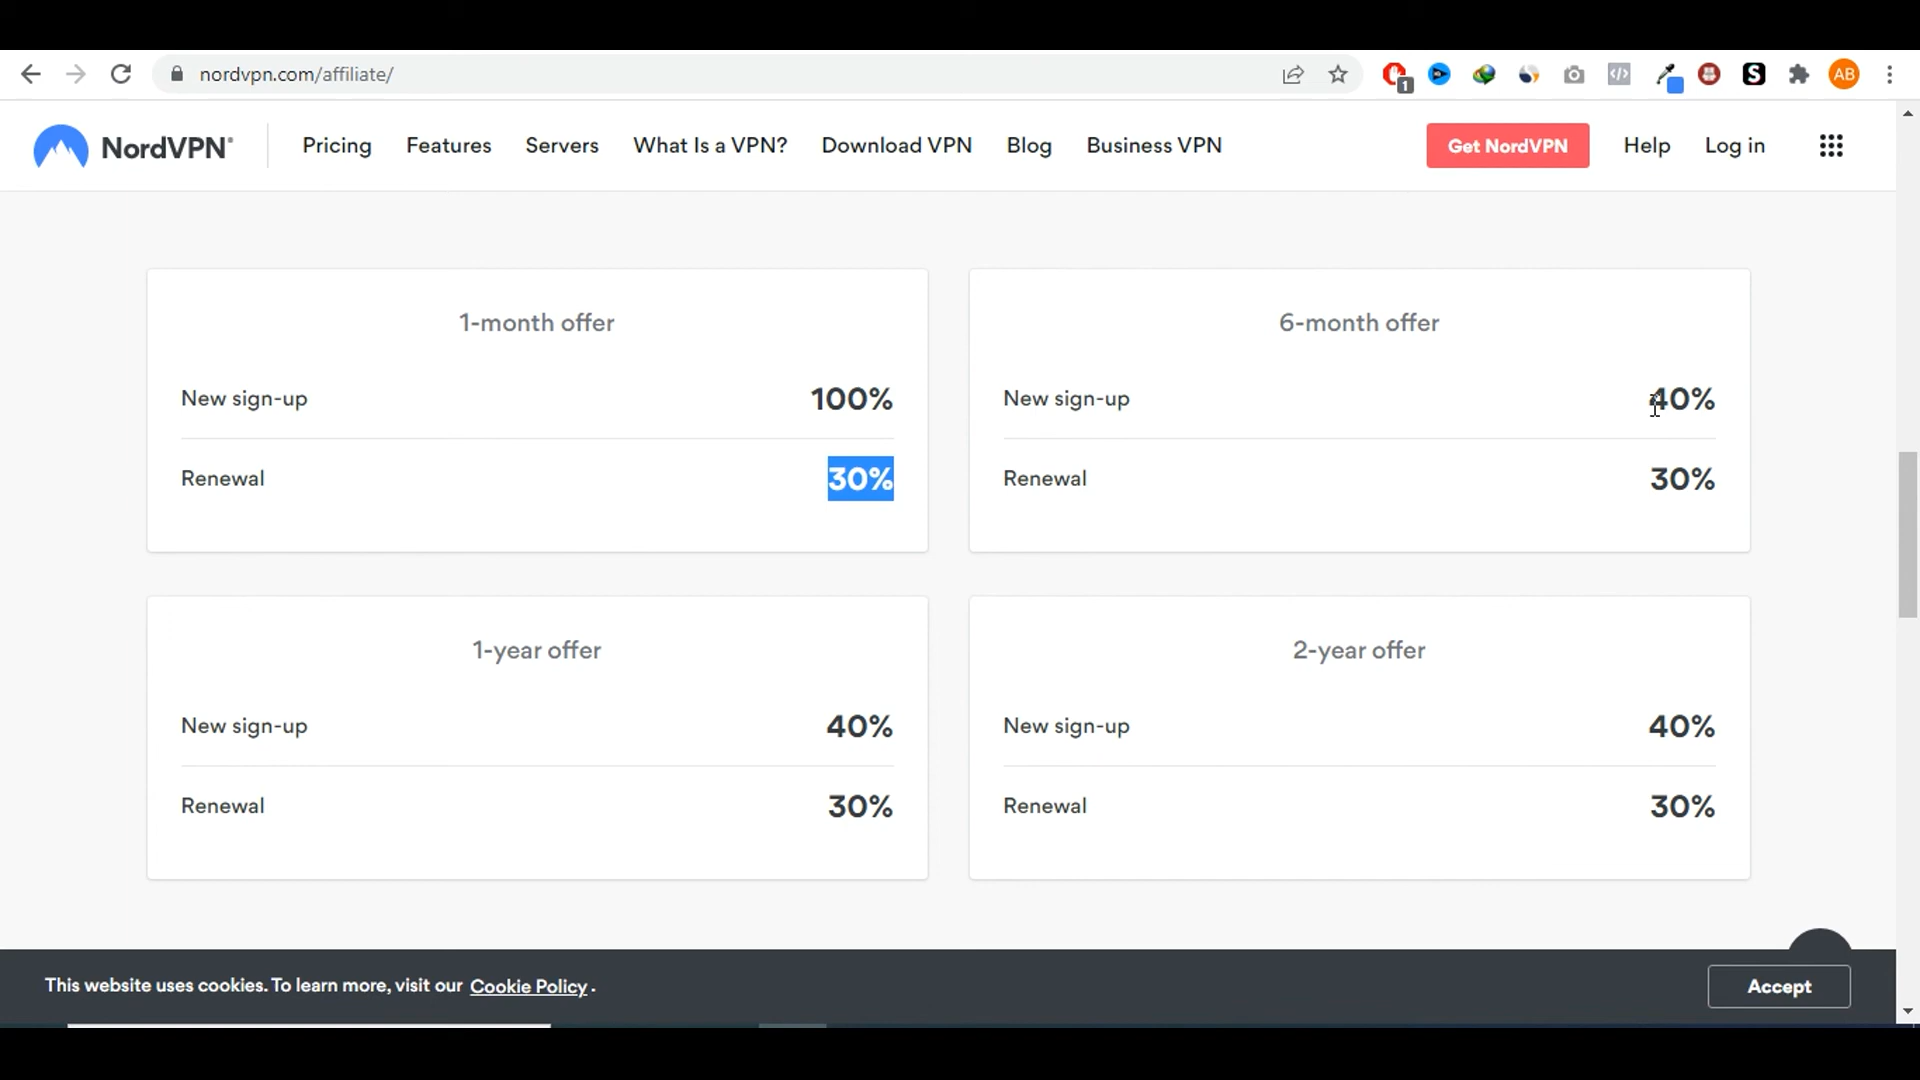 nordvpn.com/affiliate/
1
S
AB
NordVPN®
Pricing
Features
Servers
What Is a VPN?
Download VPN
Blog
Business VPN
Get NordVPN
Help
Log in
1-month offer
New sign-up 100%
Renewal 30%
6-month offer
New sign-up 40%
Renewal 30%
1-year offer
New sign-up 40%
Renewal 30%
2-year offer
New sign-up 40%
Renewal 30%
This website uses cookies. To learn more, visit our Cookie Policy .
Accept